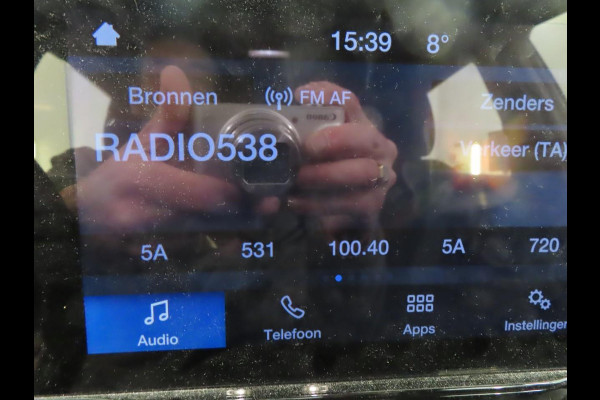 15:39 8°
Bronnen FM AF Zenders
RADIO538 Verkeer (TA)
5A 531 100.40 5A 720
Audio Telefoon Apps Instellingen
Canon